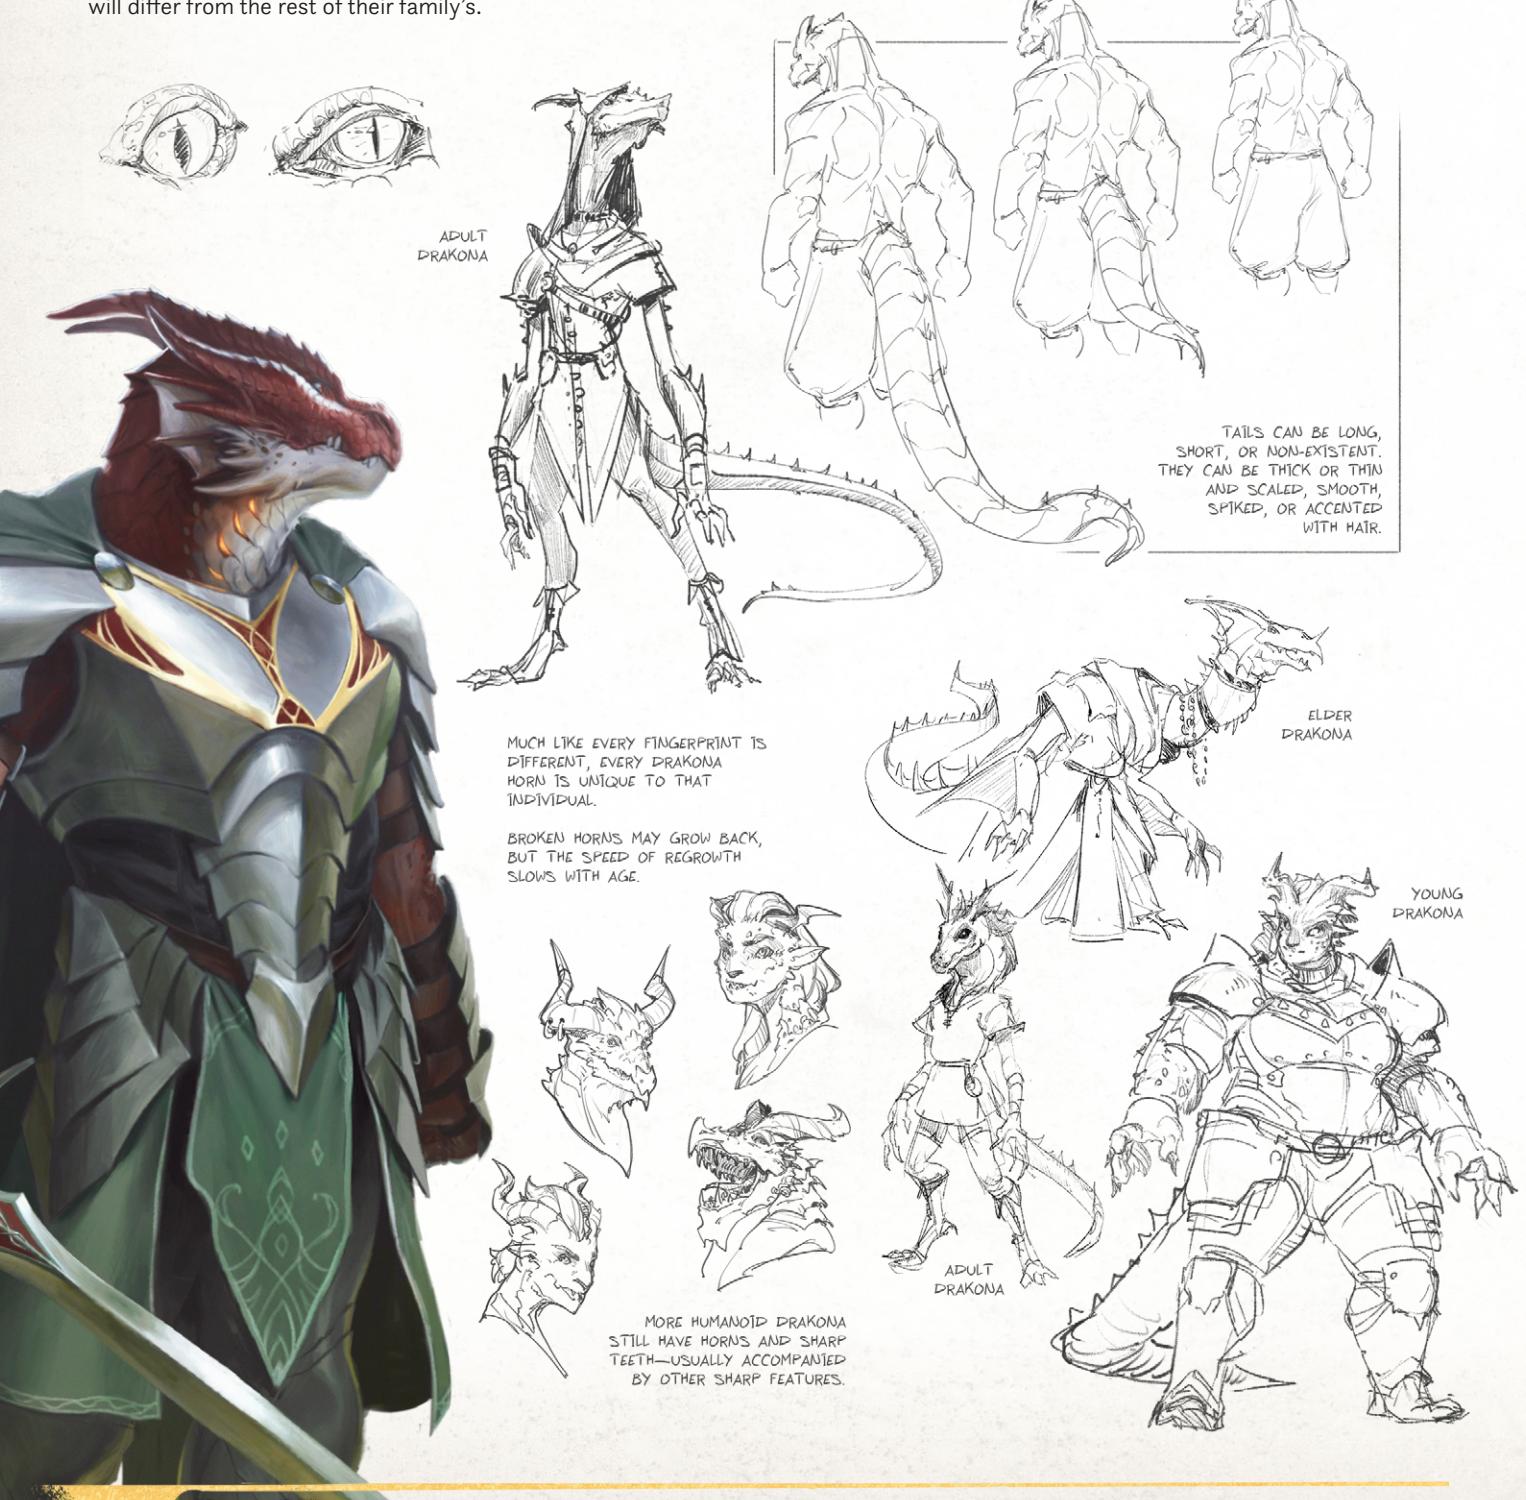 will differ from the rest of their family's.
ADULT
DRAKONA
TAILS CAN BE LONG,
SHORT, OR NON-EXISTENT.
THEY CAN BE THICK OR THIN
AND SCALED, SMOOTH,
SPIKED, OR ACCENTED
WITH HAIR.
ELDER
DRAKONA
MUCH LIKE EVERY FINGERPRINT IS
DIFFERENT, EVERY DRAKONA
HORN IS UNIQUE TO THAT
INDIVIDUAL.
BROKEN HORNS MAY GROW BACK,
BUT THE SPEED OF REGROWTH
SLOWS WITH AGE.
YOUNG
DRAKONA
ADULT
DRAKONA
MORE HUMANOID DRAKONA
STILL HAVE HORNS AND SHARP
TEETH—USUALLY ACCOMPANIED
BY OTHER SHARP FEATURES.